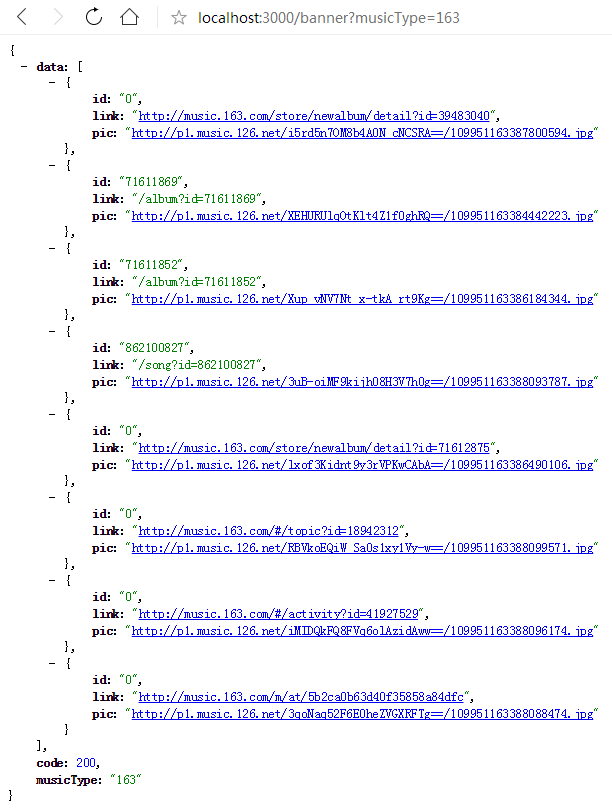 localhost:3000/banner?musicType=163
{
− data: [
− {
id: "0",
link: "http://music.163.com/store/newalbum/detail?id=39483040",
pic: "http://p1.music.126.net/i5rd5n7OM8b4AON_cNCSRA==/109951163387800594.jpg"
},
− {
id: "71611869",
link: "/album?id=71611869",
pic: "http://p1.music.126.net/XEHURUlqOtKlt4Z1fOghRQ==/109951163384442223.jpg"
},
− {
id: "71611852",
link: "/album?id=71611852",
pic: "http://p1.music.126.net/Xup_vNV7Nt_x-tkA_rt9Kg==/109951163386184344.jpg"
},
− {
id: "862100827",
link: "/song?id=862100827",
pic: "http://p1.music.126.net/3uB-oiMF9kijh08H3V7hOg==/109951163388093787.jpg"
},
− {
id: "0",
link: "http://music.163.com/store/newalbum/detail?id=71612875",
pic: "http://p1.music.126.net/lxof3Kidnt9y3rVPKwCAbA==/109951163386490106.jpg"
},
− {
id: "0",
link: "http://music.163.com/#/topic?id=18942312",
pic: "http://p1.music.126.net/RBVkoEQiW_SaOs1xy1Vy-w==/109951163388099571.jpg"
},
− {
id: "0",
link: "http://music.163.com/#/activity?id=41927529",
pic: "http://p1.music.126.net/iMIDQkFQ8FVq6olAzidAww==/109951163388096174.jpg"
},
− {
id: "0",
link: "http://music.163.com/m/at/5b2ca0b63d40f35858a84dfc",
pic: "http://p1.music.126.net/3qoNaq52F6EOheZVGXRFTg==/109951163388088474.jpg"
}
],
code: 200,
musicType: "163"
}